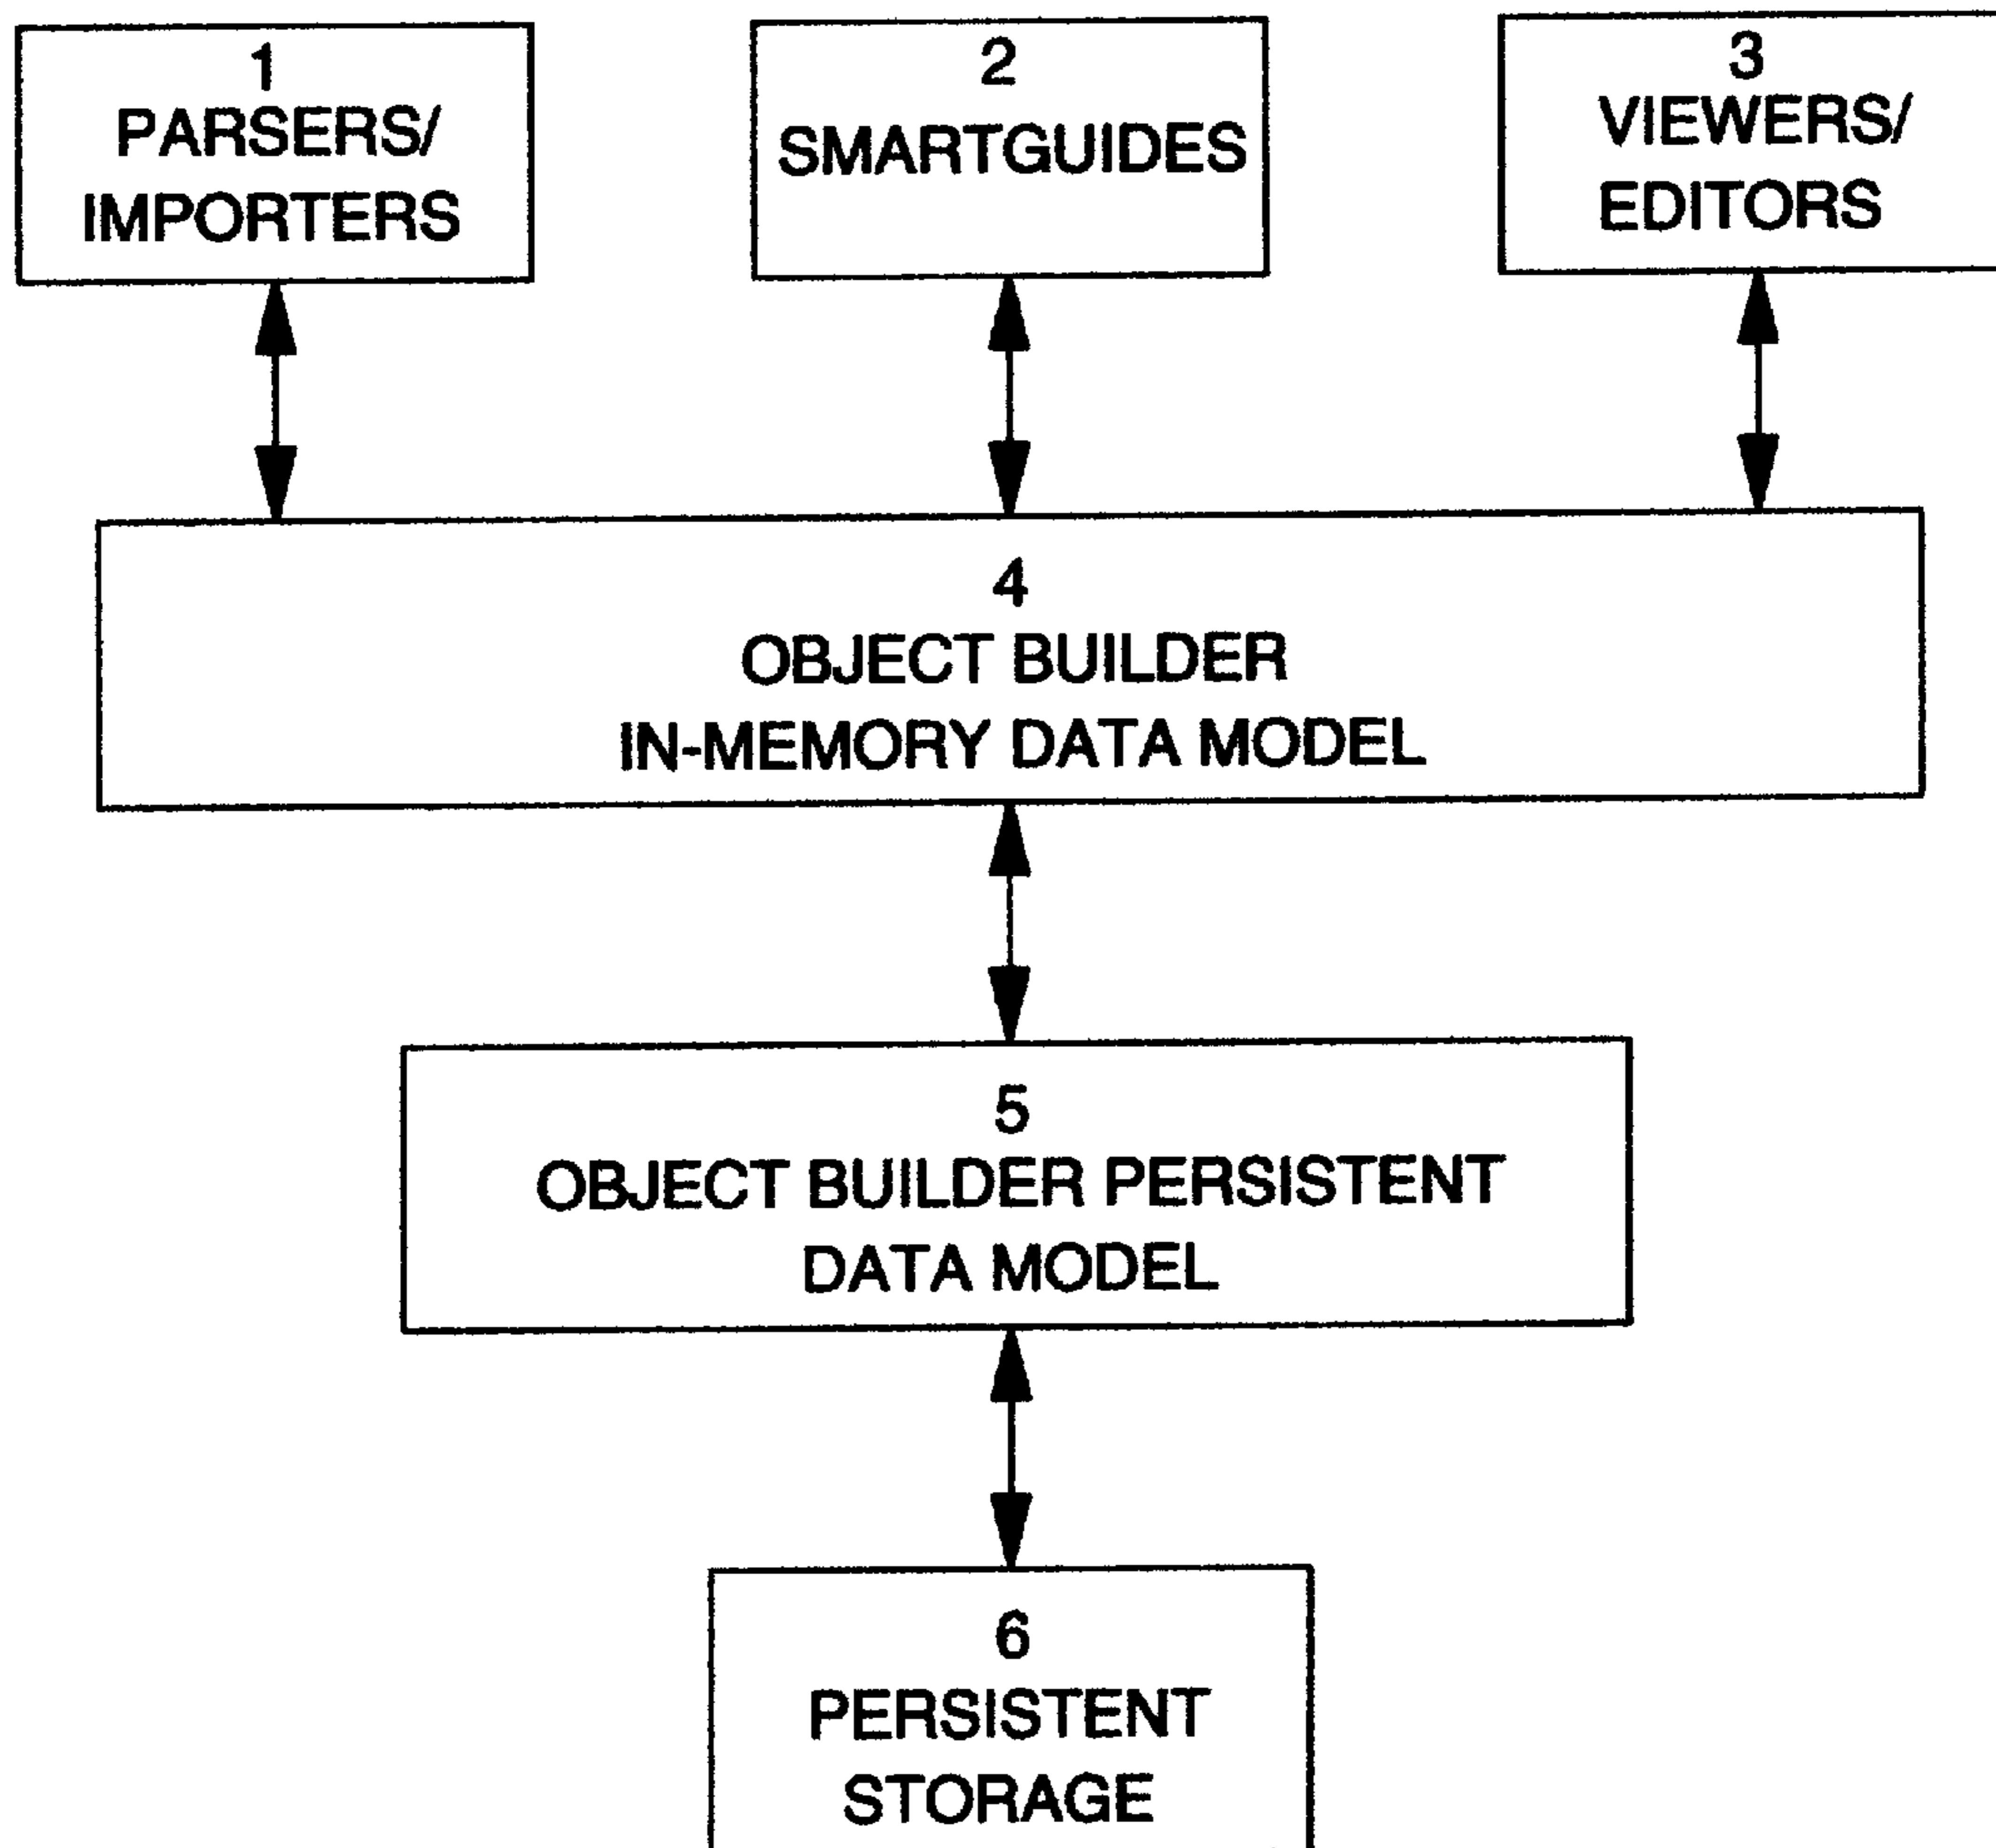 1
PARSERS/
IMPORTERS
2
SMARTGUIDES
3
VIEWERS/
EDITORS
4
OBJECT BUILDER
IN-MEMORY DATA MODEL
5
OBJECT BUILDER PERSISTENT
DATA MODEL
6
PERSISTENT
STORAGE